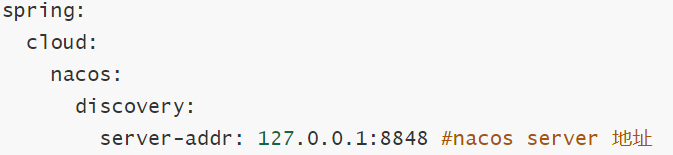 spring:
  cloud:
    nacos:
      discovery:
        server-addr: 127.0.0.1:8848 #nacos server 地址